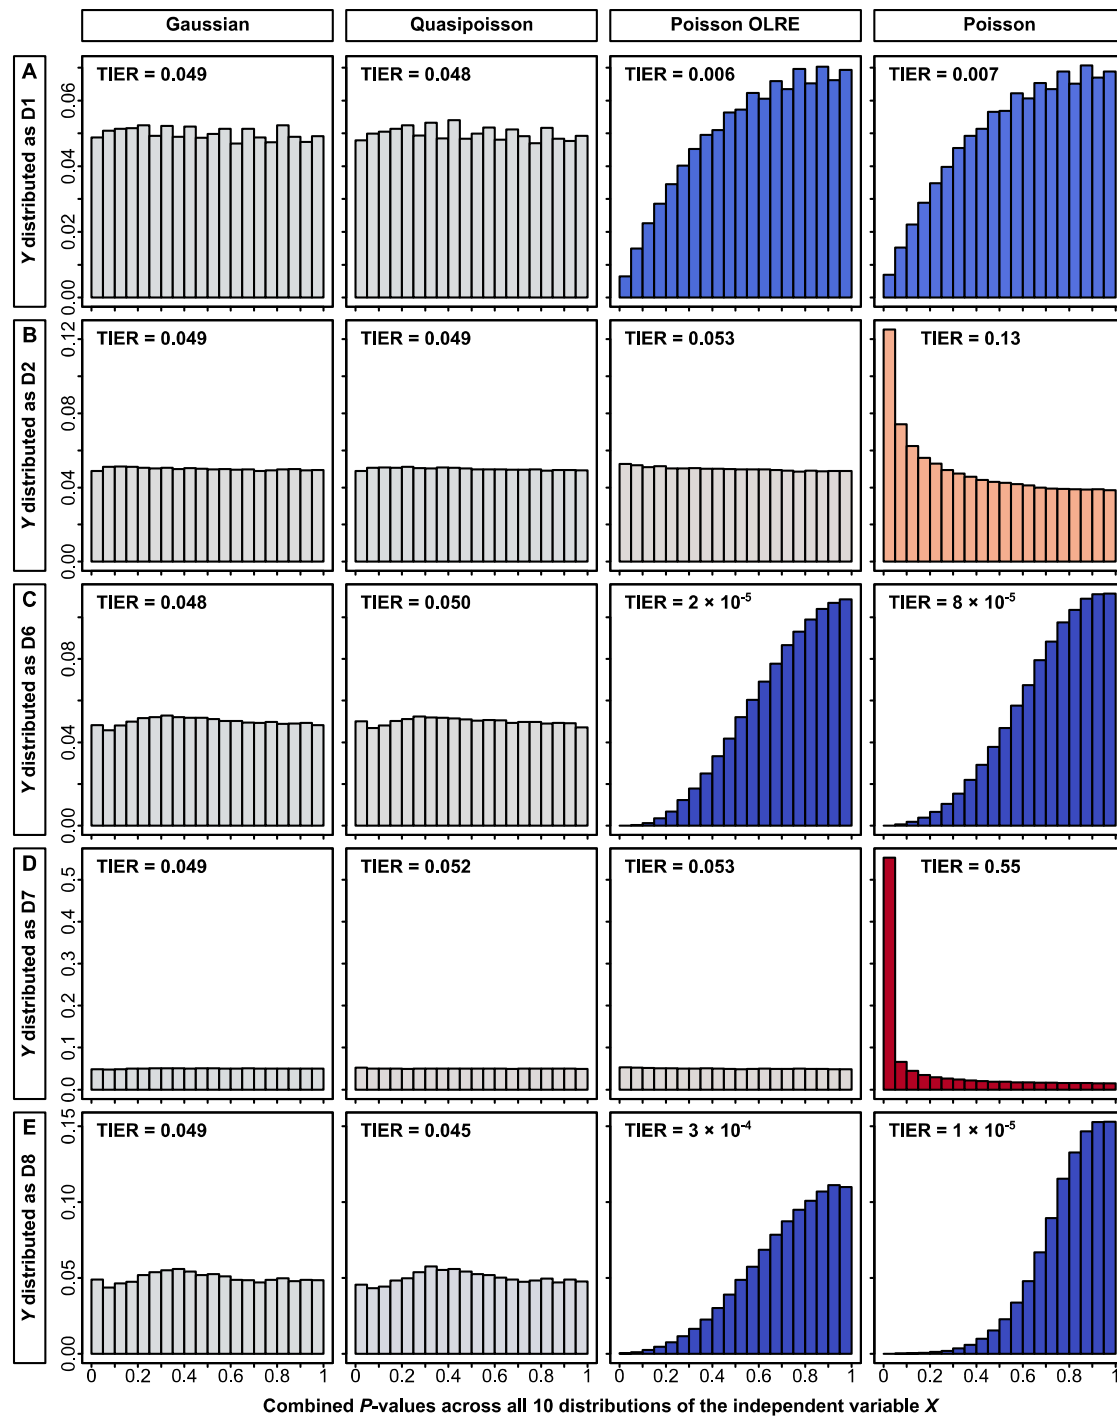 Gaussian Quasipoisson Poisson OLRE Poisson
A
Y distributed as D1
0.00 0.02 0.04 0.06
TIER = 0.049 TIER = 0.048 TIER = 0.006 TIER = 0.007
B
Y distributed as D2
0.00 0.04 0.08 0.12
TIER = 0.049 TIER = 0.049 TIER = 0.053 TIER = 0.13
C
Y distributed as D6
0.00 0.04 0.08
TIER = 0.048 TIER = 0.050 TIER = 2 × 10⁻⁵ TIER = 8 × 10⁻⁵
D
Y distributed as D7
0.0 0.1 0.2 0.3 0.4 0.5
TIER = 0.049 TIER = 0.052 TIER = 0.053 TIER = 0.55
E
Y distributed as D8
0.00 0.05 0.10 0.15
TIER = 0.049 TIER = 0.045 TIER = 3 × 10⁻⁴ TIER = 1 × 10⁻⁵
0 0.2 0.4 0.6 0.8 1 0 0.2 0.4 0.6 0.8 1 0 0.2 0.4 0.6 0.8 1 0 0.2 0.4 0.6 0.8 1
Combined P-values across all 10 distributions of the independent variable X